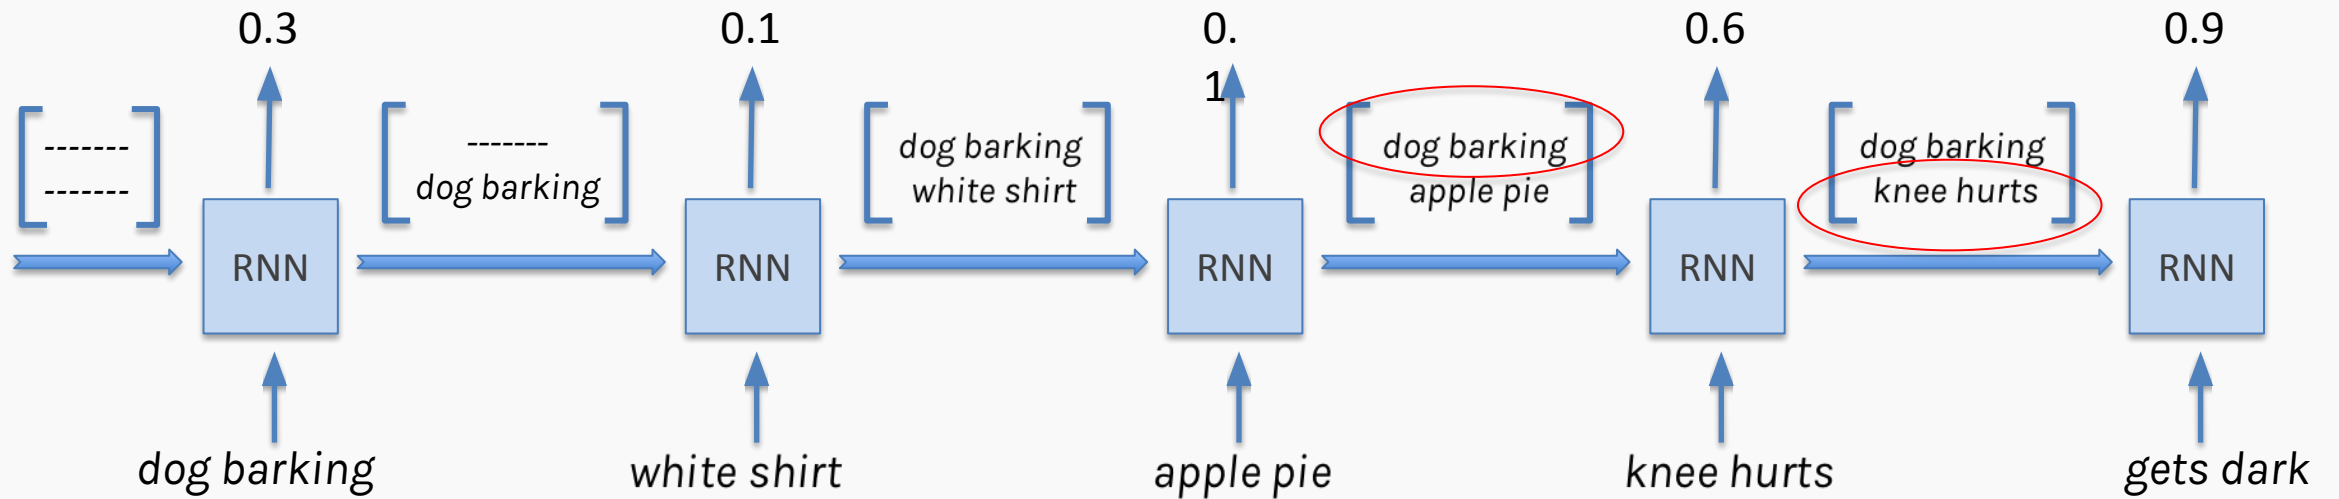 0.3
0.1
0.
1
0.6
0.9
-------
-------
-------
dog barking
dog barking
white shirt
dog barking
apple pie
dog barking
knee hurts
RNN
RNN
RNN
RNN
RNN
dog barking
white shirt
apple pie
knee hurts
gets dark